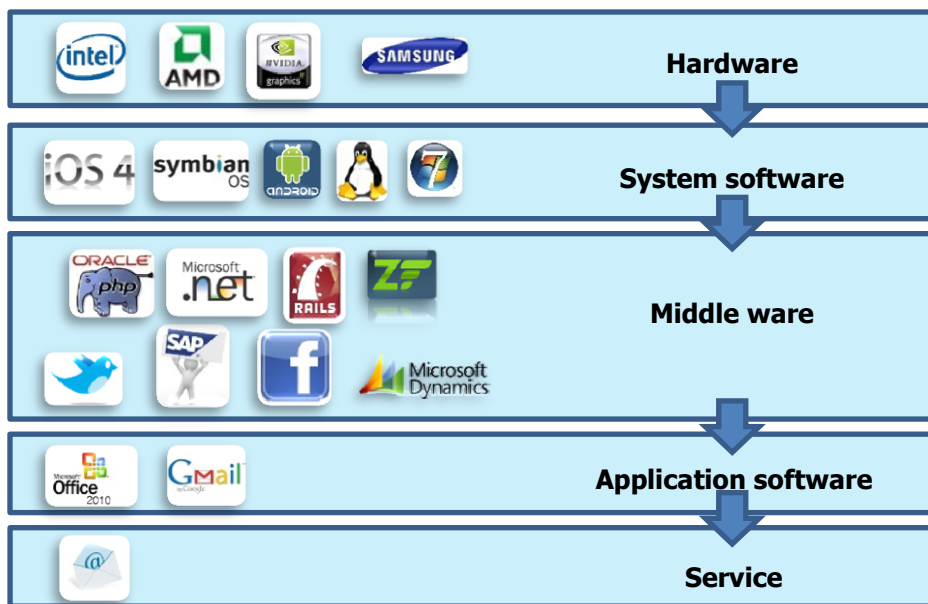 intel
AMD
NVIDIA
graphics
SAMSUNG
Hardware
iOS 4
symbian
OS
ANDROID
7
System software
ORACLE
php
Microsoft
.net
RAILS
ZF
Middle ware
SAP
f
Microsoft
Dynamics
Microsoft
Office
2010
GMail
by Google
Application software
@
Service